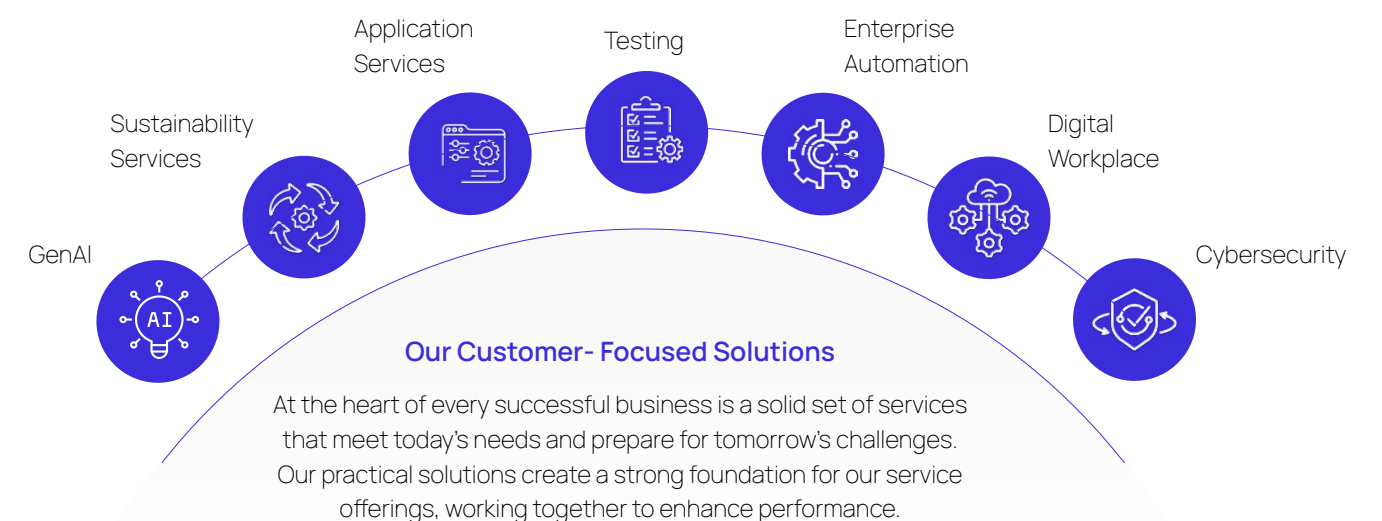 GenAI
Sustainability
Services
Application
Services
Testing
Enterprise
Automation
Digital
Workplace
Cybersecurity
AI
Our Customer- Focused Solutions
At the heart of every successful business is a solid set of services
that meet today's needs and prepare for tomorrow's challenges.
Our practical solutions create a strong foundation for our service
offerings, working together to enhance performance.